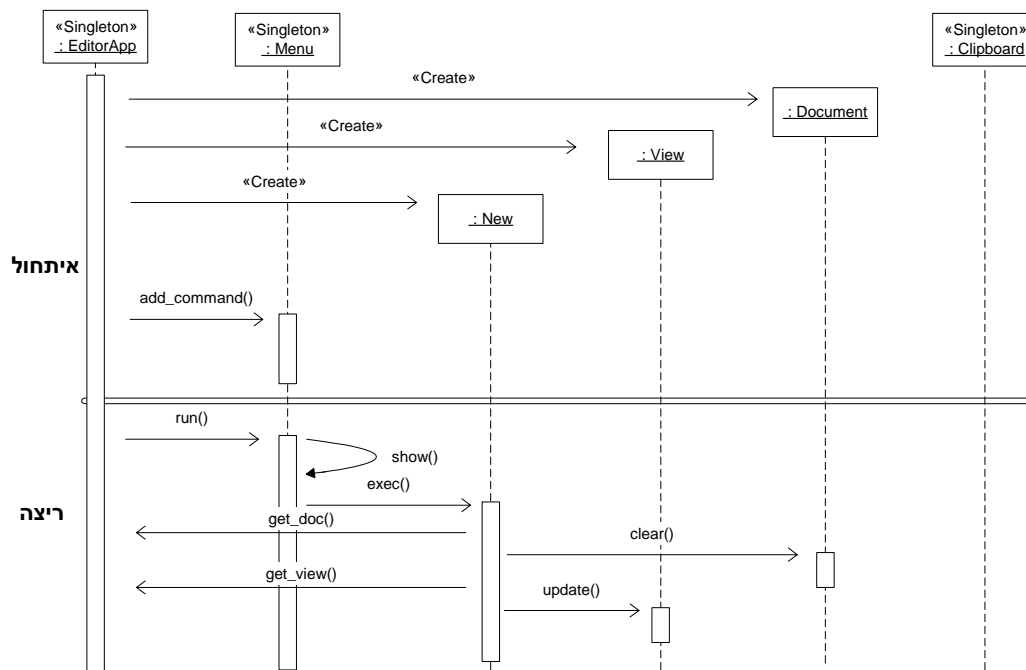 «Singleton»
: EditorApp
«Singleton»
: Menu
«Singleton»
: Clipboard
«Create»
: Document
«Create»
: View
«Create»
: New
איתחול
add_command()
run()
show()
exec()
ריצה
get_doc()
clear()
get_view()
update()